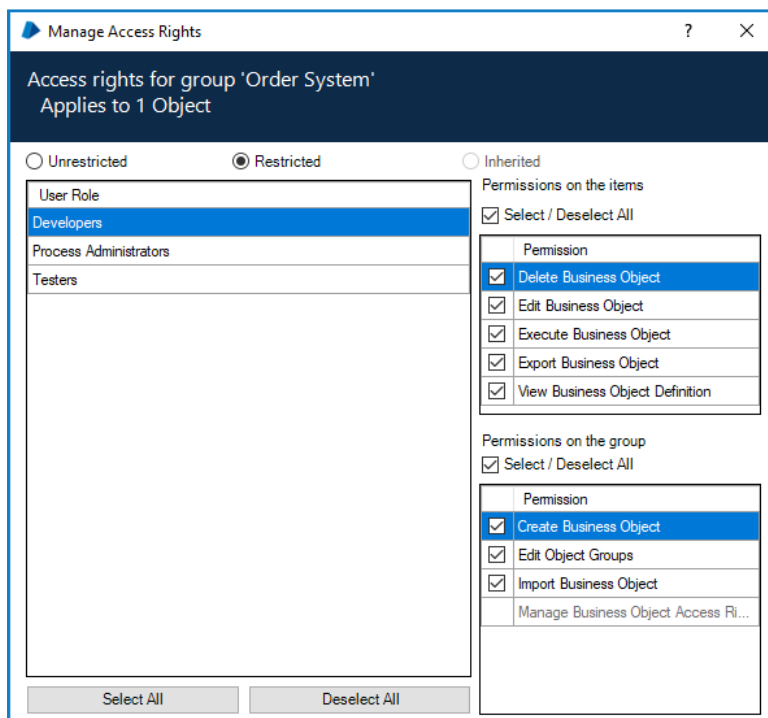 Manage Access Rights
?
Access rights for group 'Order System'
Applies to 1 Object
Unrestricted
Restricted
Inherited
User Role
Developers
Process Administrators
Testers
Select All
Deselect All
Permissions on the items
Select / Deselect All
Permission
Delete Business Object
Edit Business Object
Execute Business Object
Export Business Object
View Business Object Definition
Permissions on the group
Select / Deselect All
Permission
Create Business Object
Edit Object Groups
Import Business Object
Manage Business Object Access Ri...